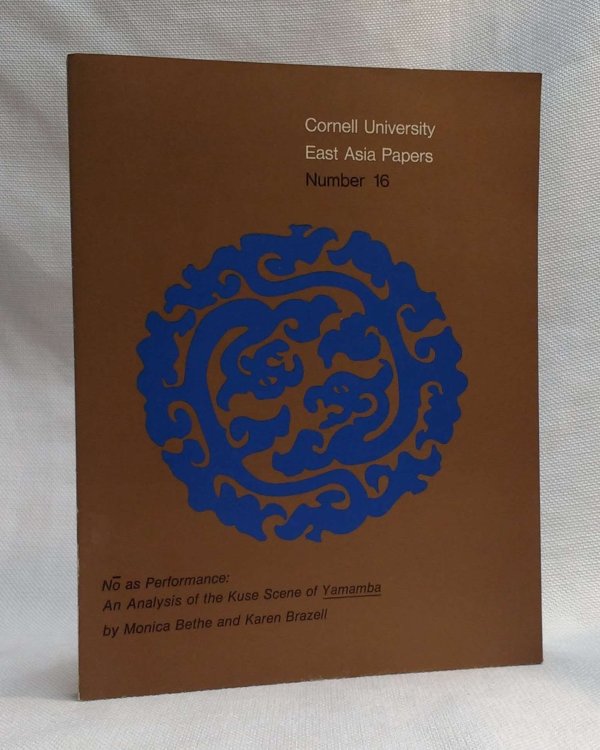 Cornell University
East Asia Papers
Number 16
Nō as Performance:
An Analysis of the Kuse Scene of Yamamba
by Monica Bethe and Karen Brazell